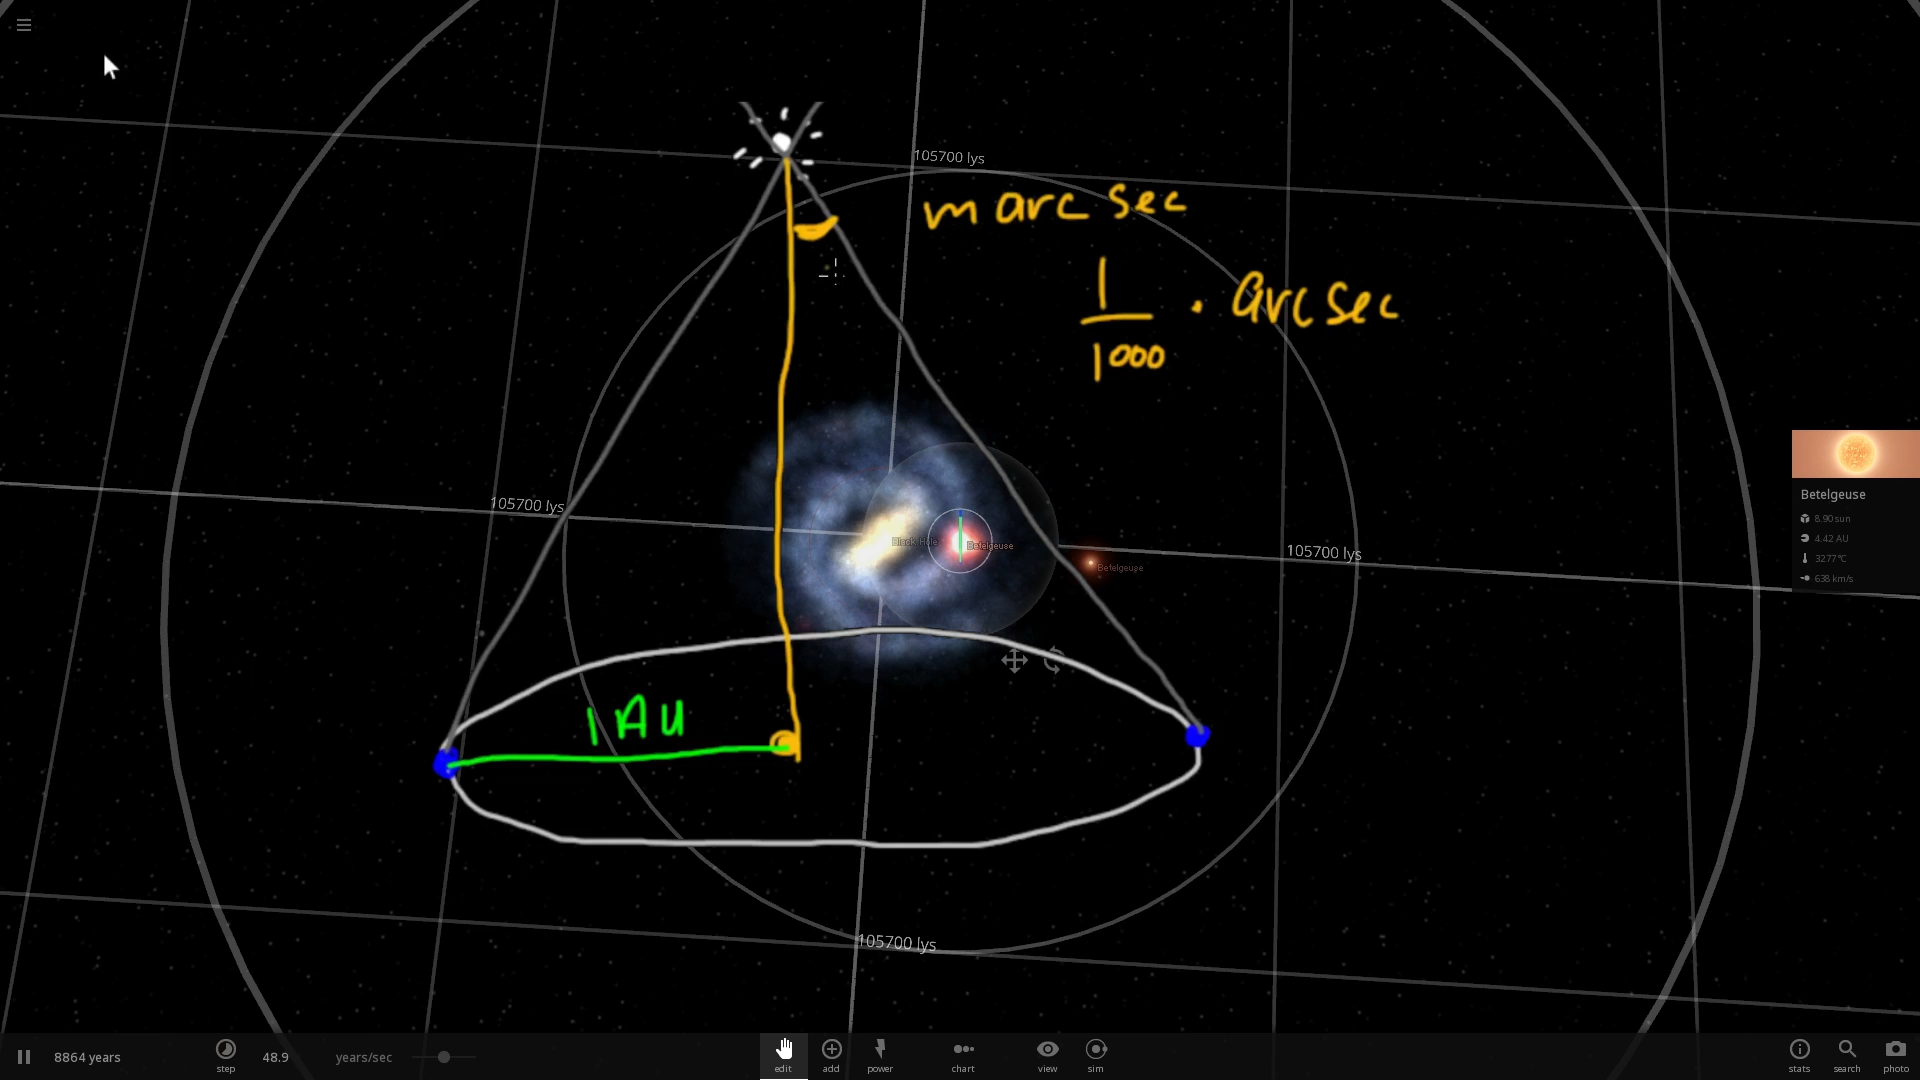 105700 lys
m arc sec
1
1000
. arc sec
Betelgeuse
8.90 sun
4.42 AU
3277°C
638 km/s
105700 lys
Black Hole
Betelgeuse
105700 lys
Betelgeuse
1 AU
105700 lys
8864 years
step
48.9
years/sec
edit
add
power
chart
view
sim
stats
search
photo